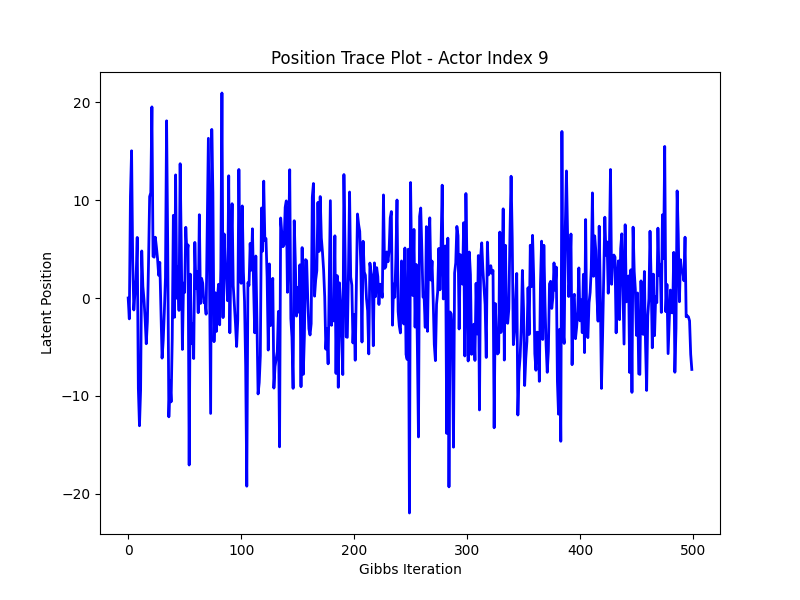 Position Trace Plot - Actor Index 9
20
10
0
−10
−20
Latent Position
0 100 200 300 400 500
Gibbs Iteration